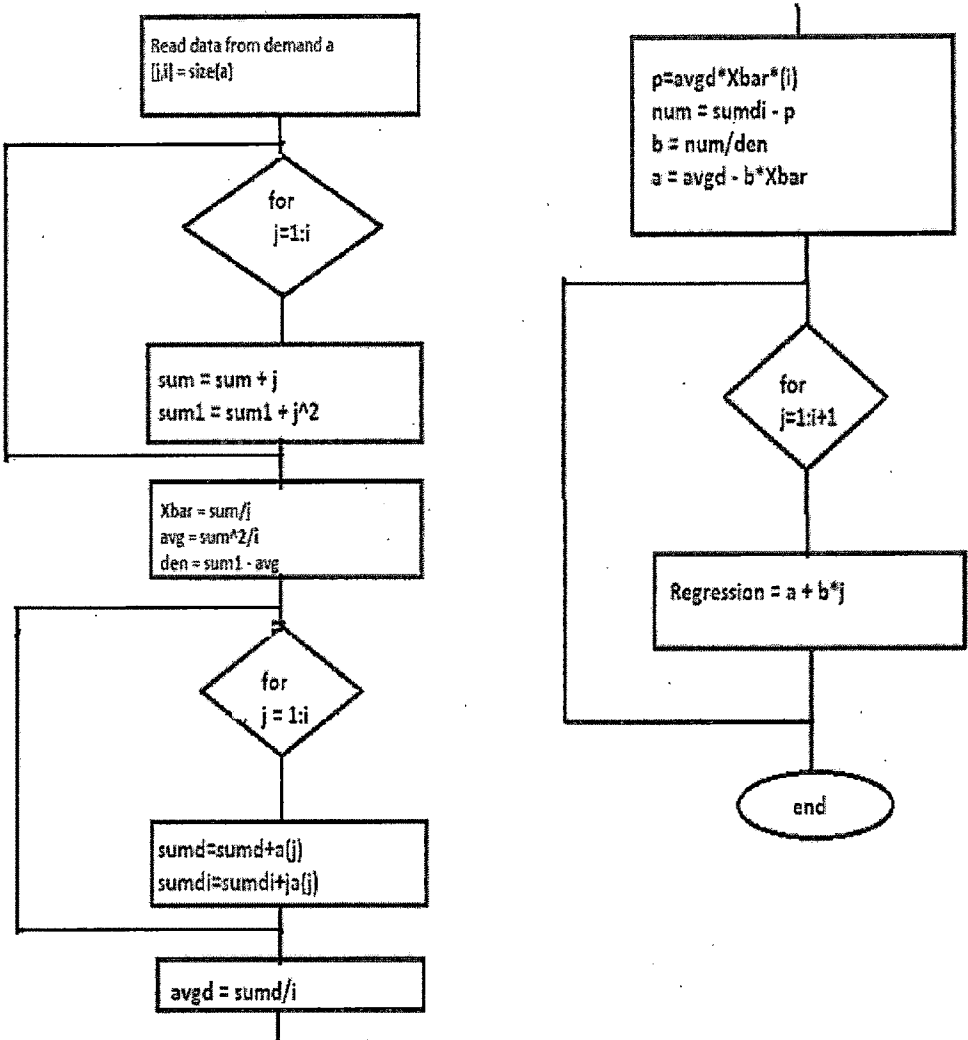 Read data from demand a
[j,i] = size(a)
for
j=1:i
sum = sum + j
sum1 = sum1 + j^2
Xbar = sum/j
avg = sum^2/i
den = sum1 - avg
for
j = 1:i
sumd=sumd+a(j)
sumdi=sumdi+ja(j)
avgd = sumd/i
p=avgd*Xbar*(i)
num = sumdi - p
b = num/den
a = avgd - b*Xbar
for
j=1:i+1
Regression = a + b*j
end